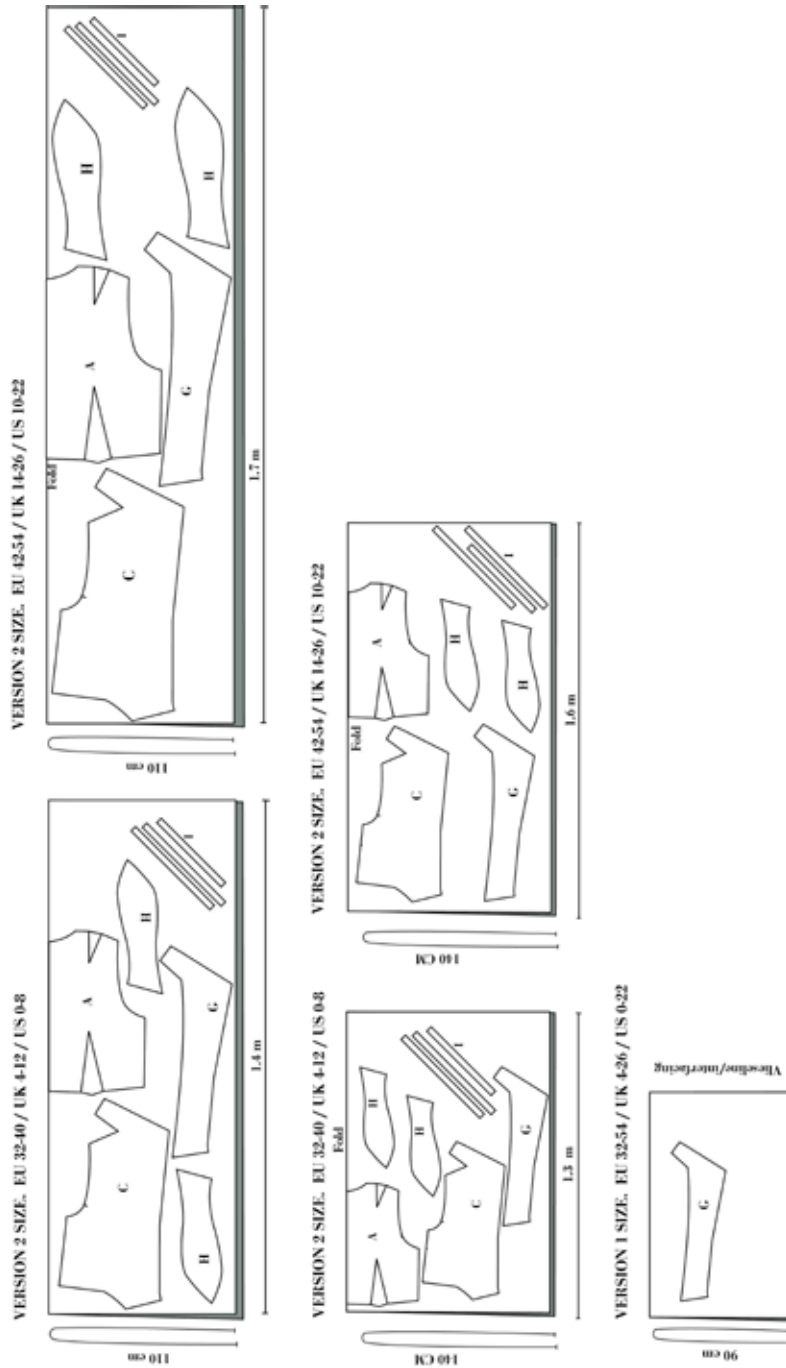 VERSION 2 SIZE. EU 32-40 / UK 4-12 / US 0-8
110 cm
C
A
H
H
G
I
1.4 m
VERSION 2 SIZE. EU 42-54 / UK 14-26 / US 10-22
110 cm
Fold
C
A
G
H
H
I
1.7 m
VERSION 2 SIZE. EU 32-40 / UK 4-12 / US 0-8
140 CM
Fold
A
C
H
H
G
I
1.3 m
VERSION 2 SIZE. EU 42-54 / UK 14-26 / US 10-22
140 CM
Fold
C
A
H
H
G
I
1.6 m
VERSION 1 SIZE. EU 32-54 / UK 4-26 / US 0-22
90 cm
G
Vlieseline/interfacing